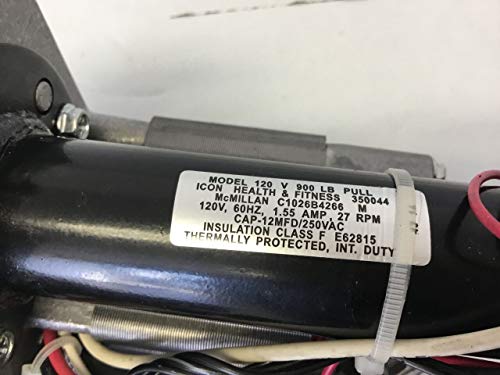 MODEL 120 V 900 LB PULL
ICON HEALTH & FITNESS 350044
McMILLAN C1026B4266 M
120V, 60HZ, 1.55 AMP, 27 RPM
CAP-12MFD/250VAC
INSULATION CLASS F E62815
THERMALLY PROTECTED, INT. DUTY